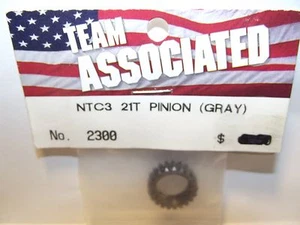 TEAM
ASSOCIATED
NTC3 21T PINION (GRAY)
No. 2300 $